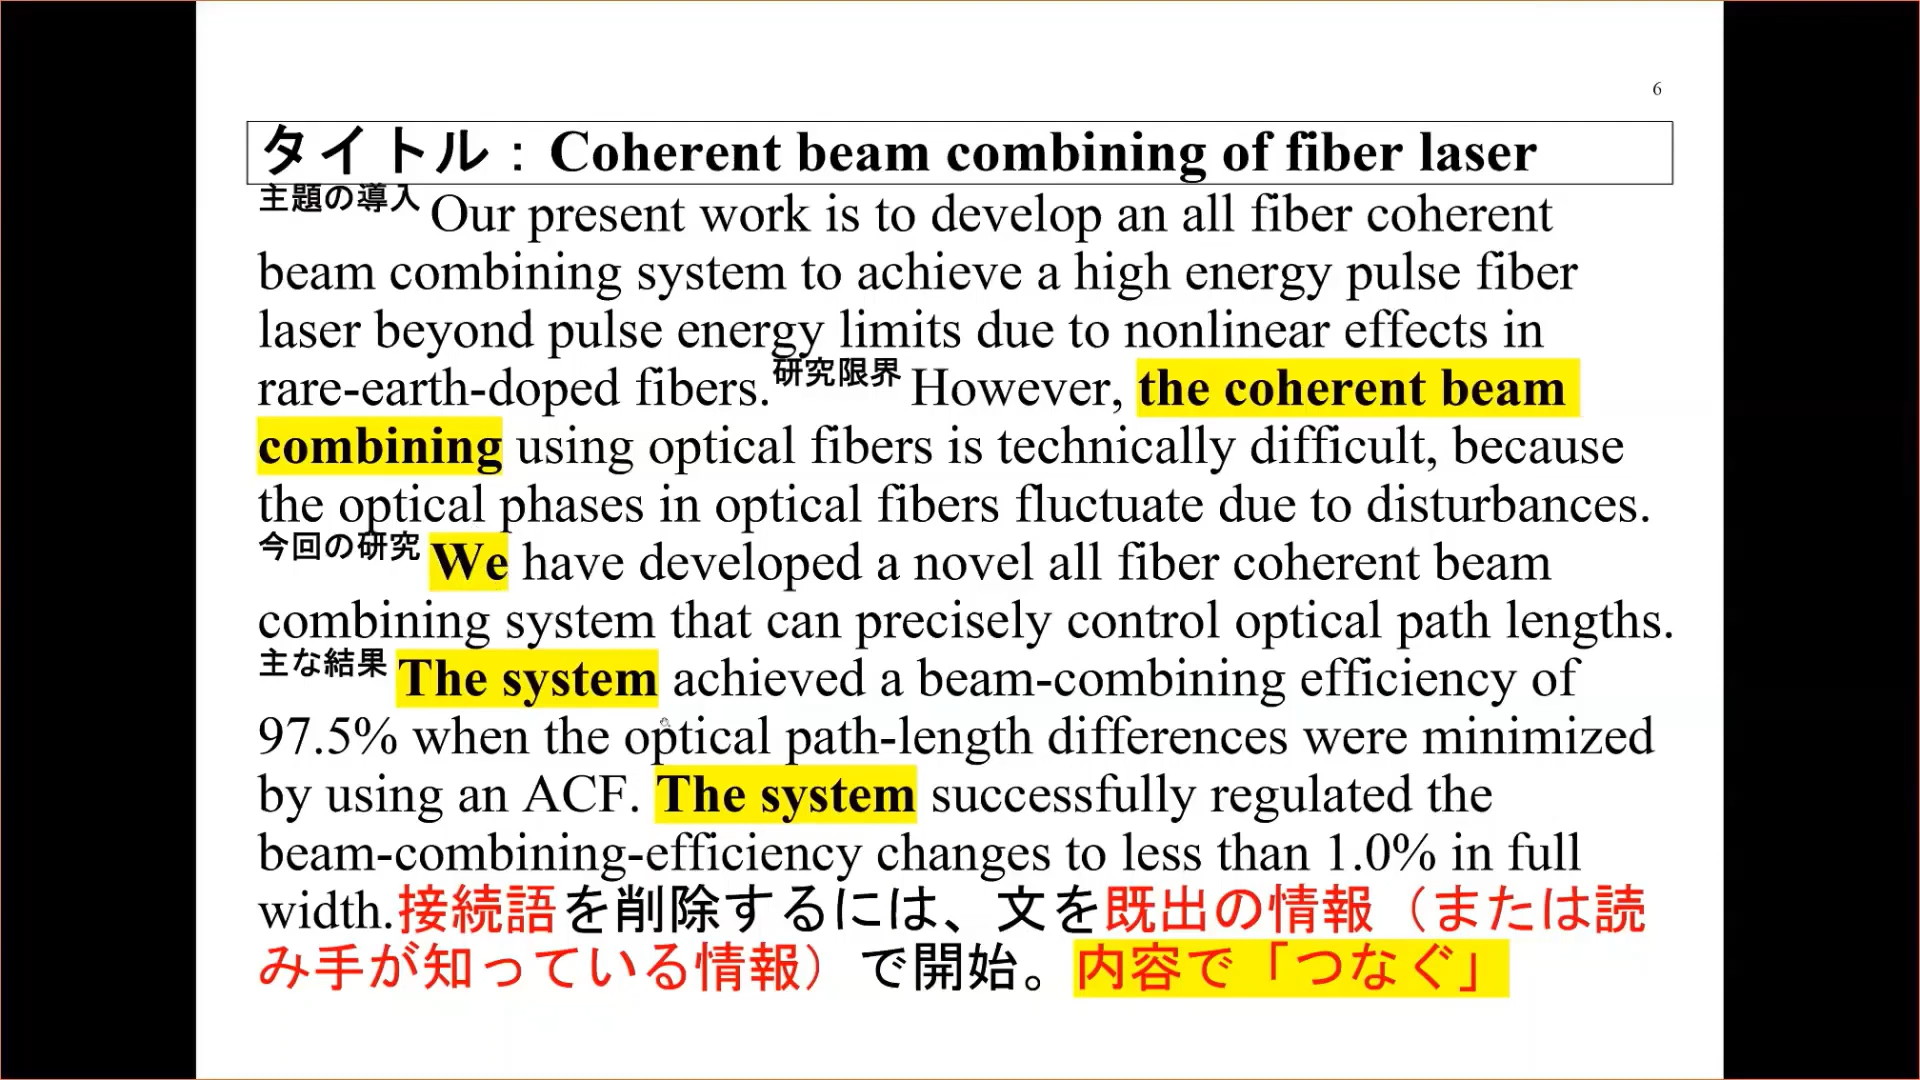 6
タイトル：Coherent beam combining of fiber laser
主題の導入 Our present work is to develop an all fiber coherent
beam combining system to achieve a high energy pulse fiber
laser beyond pulse energy limits due to nonlinear effects in
rare-earth-doped fibers.研究限界 However, the coherent beam
combining using optical fibers is technically difficult, because
the optical phases in optical fibers fluctuate due to disturbances.
今回の研究 We have developed a novel all fiber coherent beam
combining system that can precisely control optical path lengths.
主な結果 The system achieved a beam-combining efficiency of
97.5% when the optical path-length differences were minimized
by using an ACF. The system successfully regulated the
beam-combining-efficiency changes to less than 1.0% in full
width.接続語を削除するには、文を既出の情報（または読
み手が知っている情報）で開始。内容で「つなぐ」